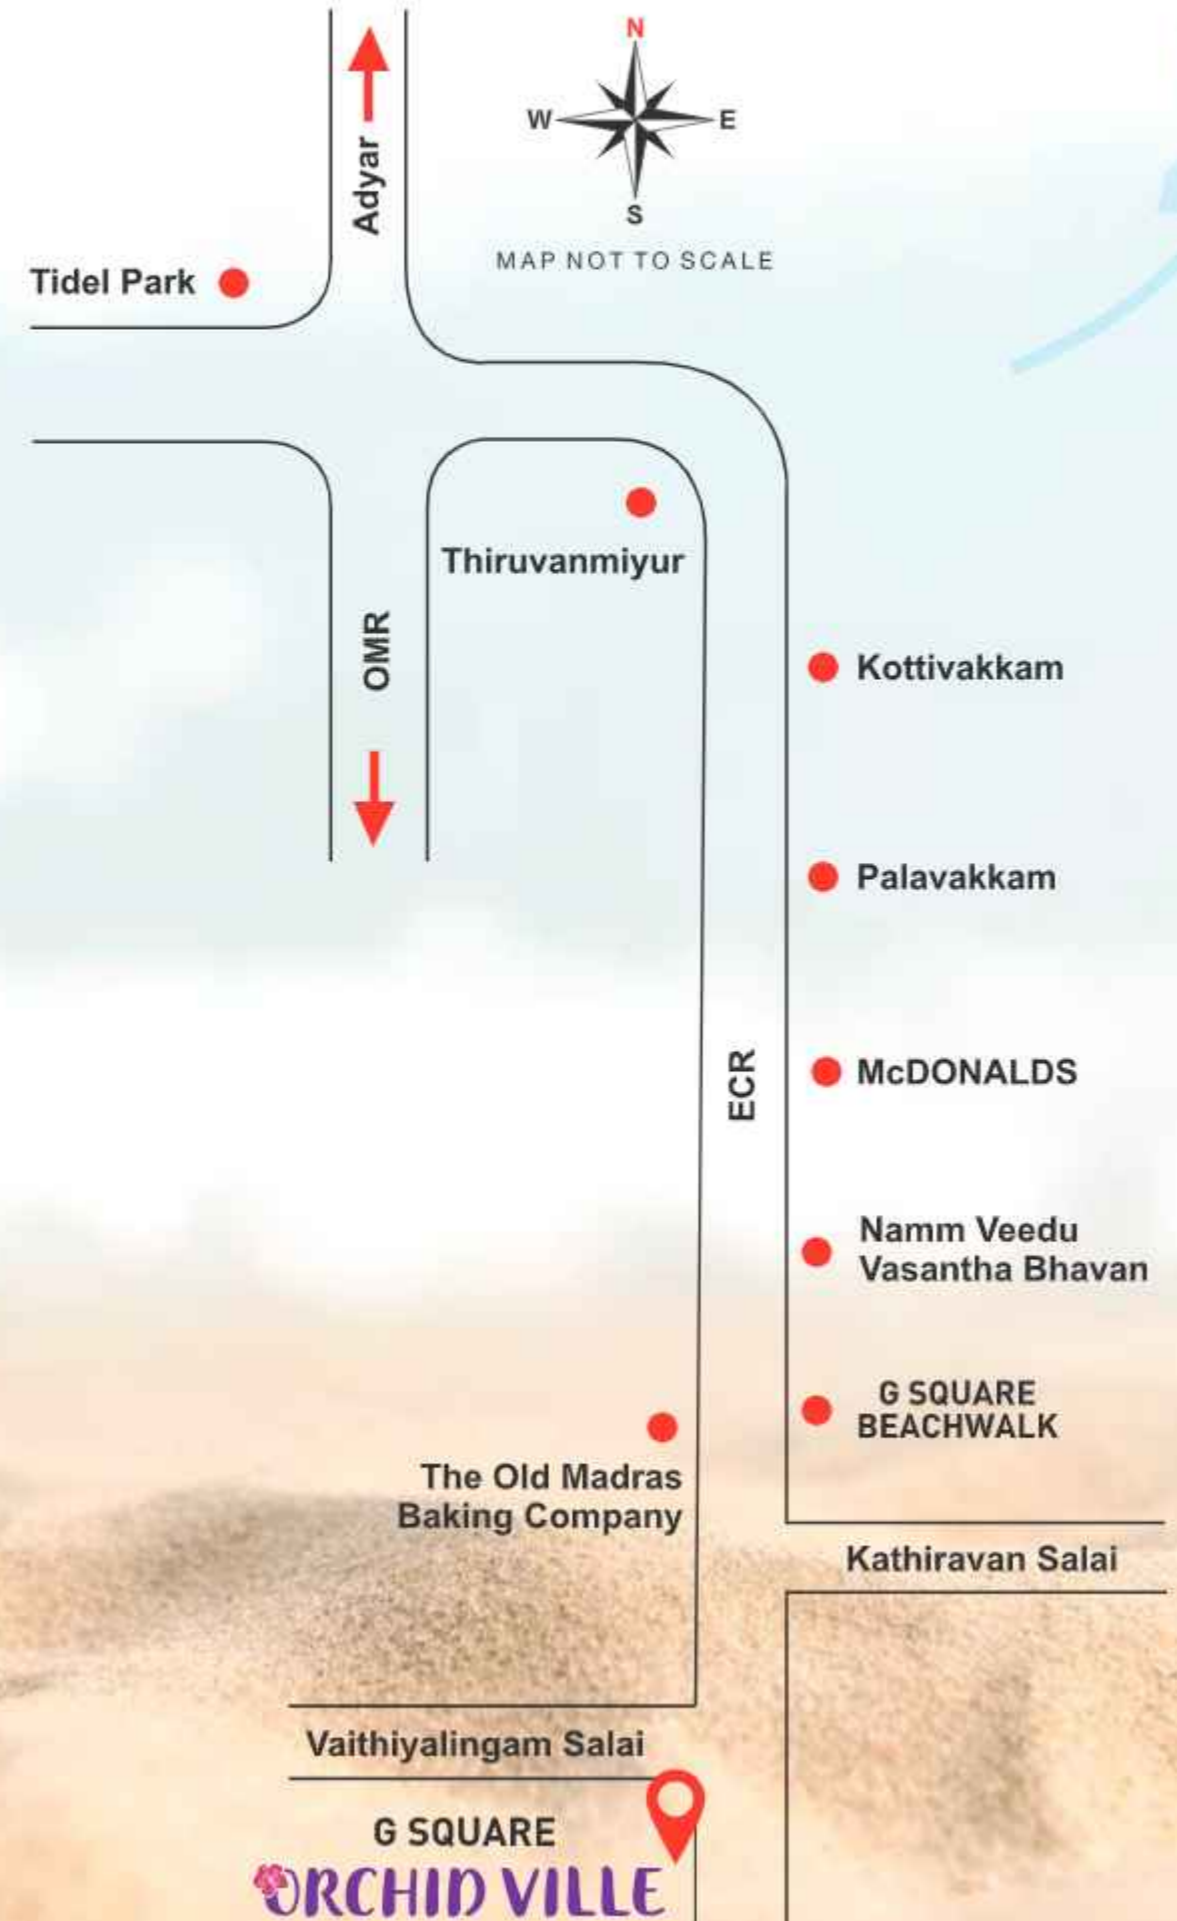 N
W E
S
MAP NOT TO SCALE
Adyar
Tidel Park
Thiruvanmiyur
OMR
Kottivakkam
Palavakkam
ECR
McDONALDS
Namm Veedu
Vasantha Bhavan
G SQUARE
BEACHWALK
The Old Madras
Baking Company
Kathiravan Salai
Vaithiyalingam Salai
G SQUARE
ORCHID VILLE